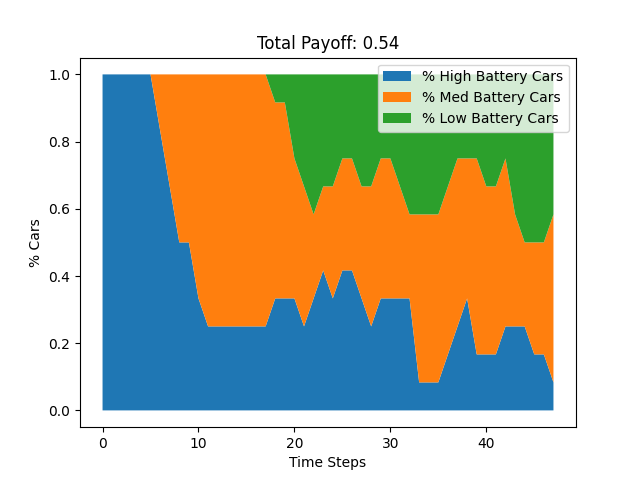 Total Payoff: 0.54
1.0
0.8
0.6
0.4
0.2
0.0
% Cars
% High Battery Cars
% Med Battery Cars
% Low Battery Cars
0 10 20 30 40
Time Steps